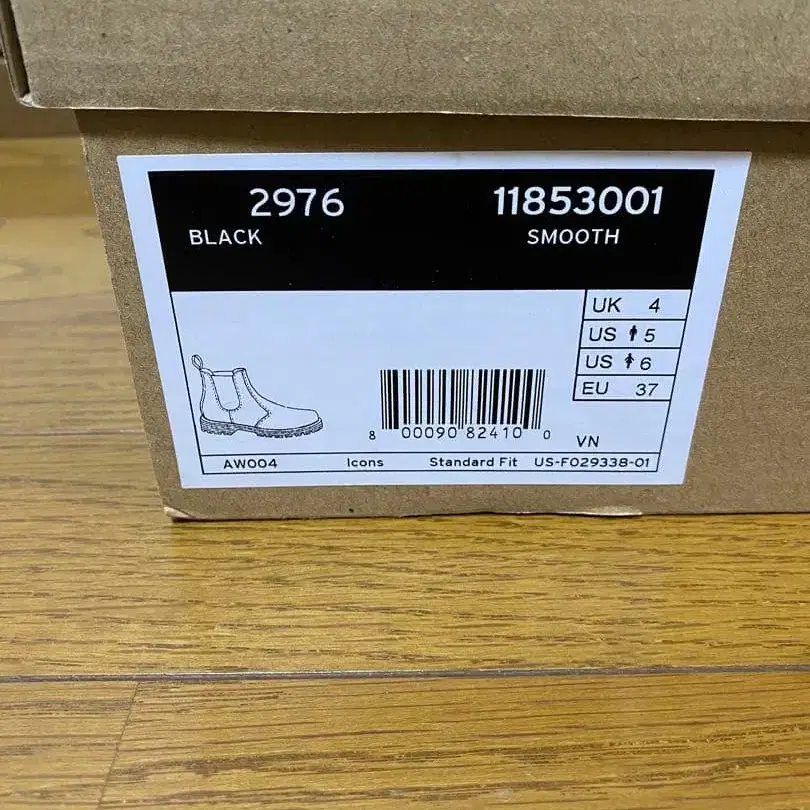 2976 11853001
BLACK SMOOTH
UK 4
US 5
US 6
EU 37
8 00090 82410 0
VN
AW004 Icons Standard Fit US-F029338-01